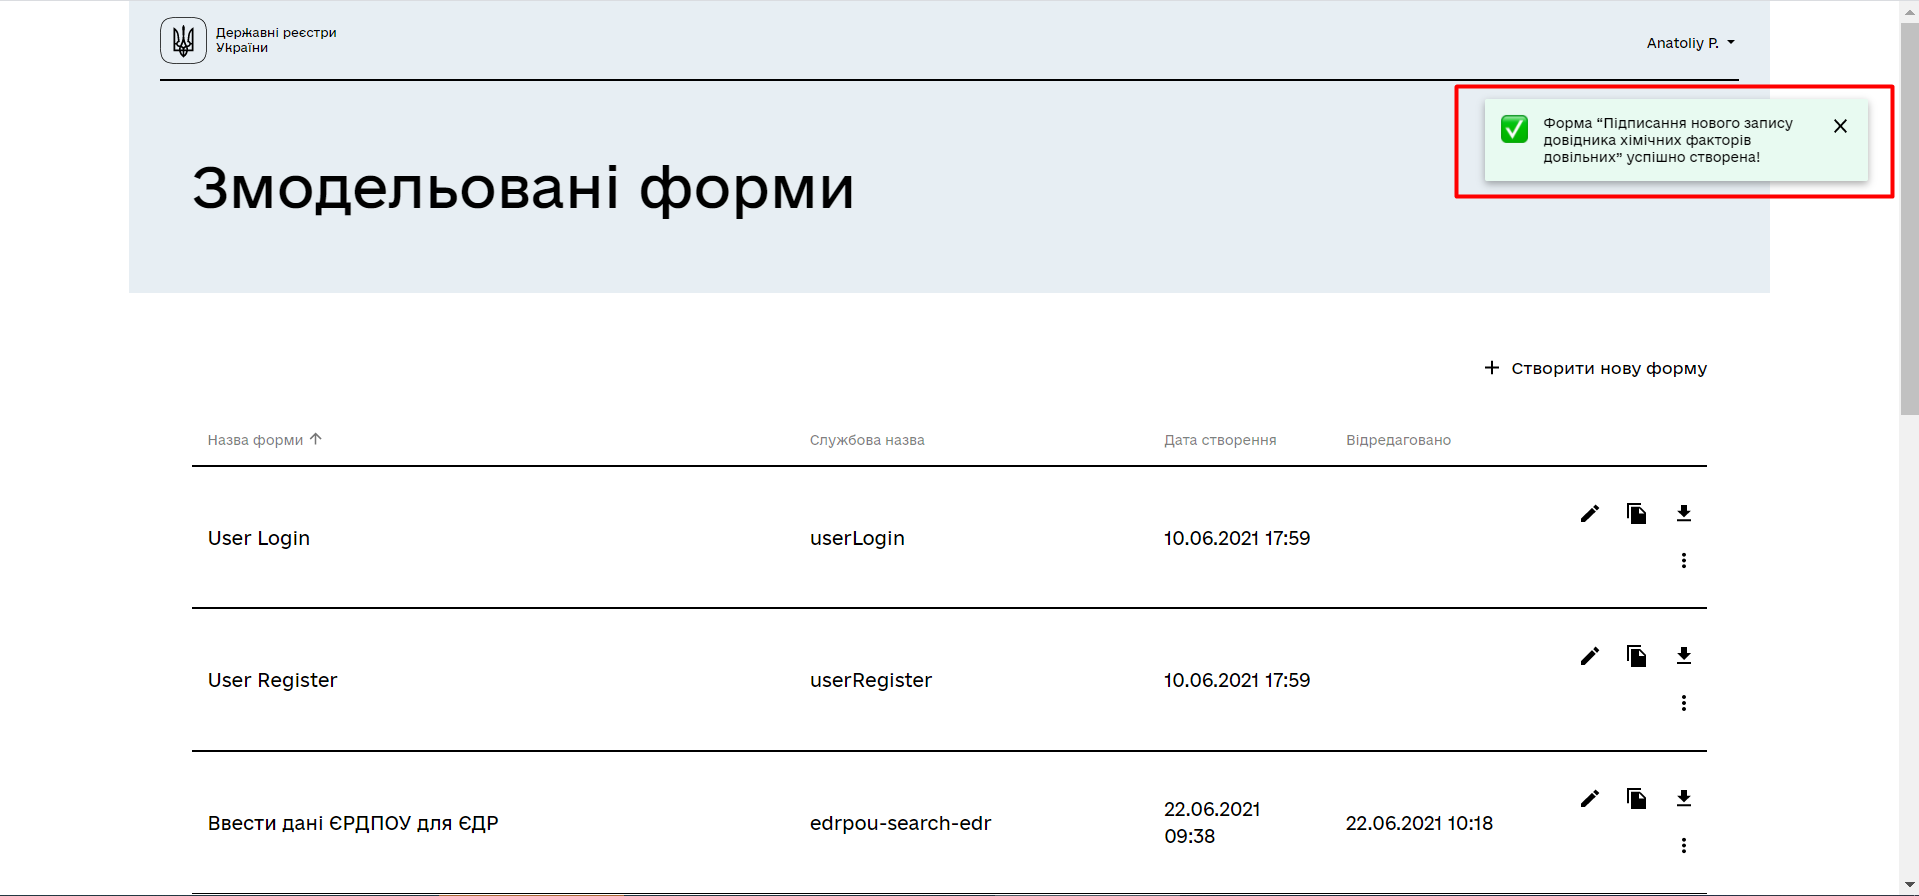 Державні реєстри
України
Anatoliy P.
Форма “Підписання нового запису
довідника хімічних факторів
довільних” успішно створена!
Змодельовані форми
Створити нову форму
Назва форми Службова назва Дата створення Відредаговано
User Login userLogin 10.06.2021 17:59
User Register userRegister 10.06.2021 17:59
Ввести дані ЄРДПОУ для ЄДР edrpou-search-edr 22.06.2021 09:38 22.06.2021 10:18